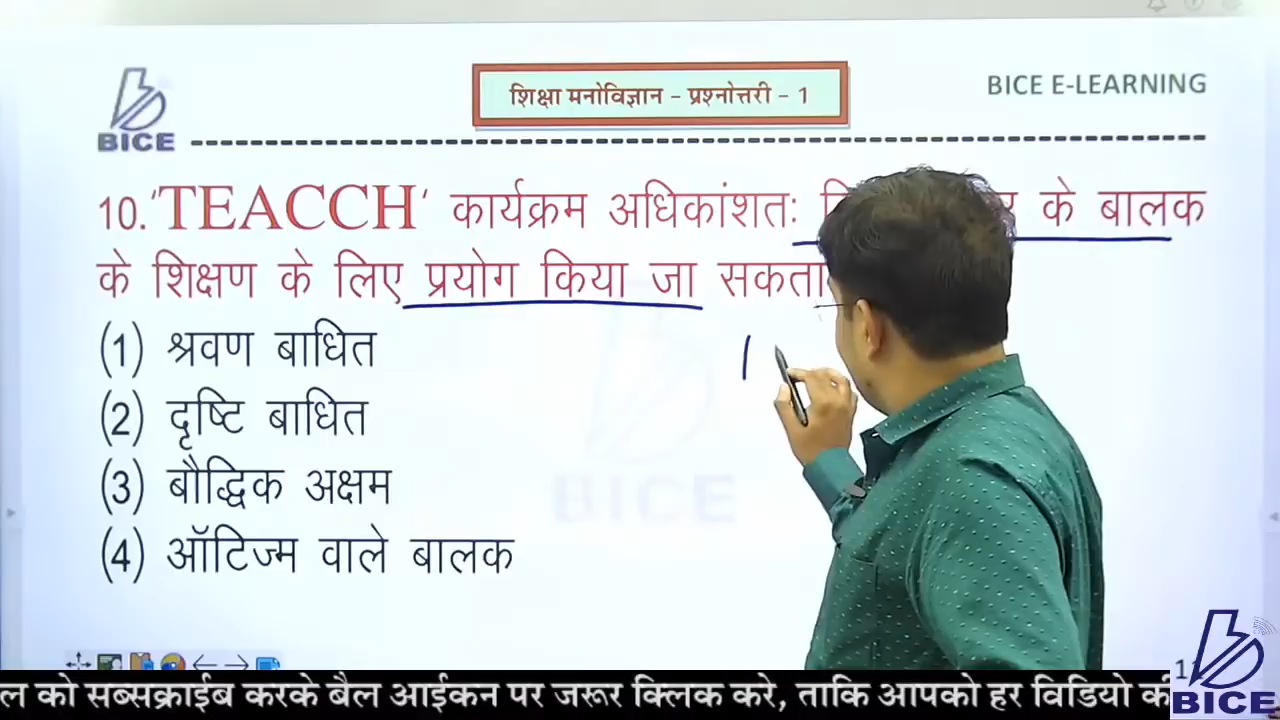 BICE
शिक्षा मनोविज्ञान - प्रश्नोत्तरी - 1
BICE E-LEARNING
10. 'TEACCH' कार्यक्रम अधिकांशतः के बालक
के शिक्षण के लिए प्रयोग किया जा सकता
(1) श्रवण बाधित
(2) दृष्टि बाधित
(3) बौद्धिक अक्षम
(4) ऑटिज्म वाले बालक
BICE
ल को सब्सक्राईब करके बैल आईकन पर जरूर क्लिक करे, ताकि आपको हर विडियो की
BICE